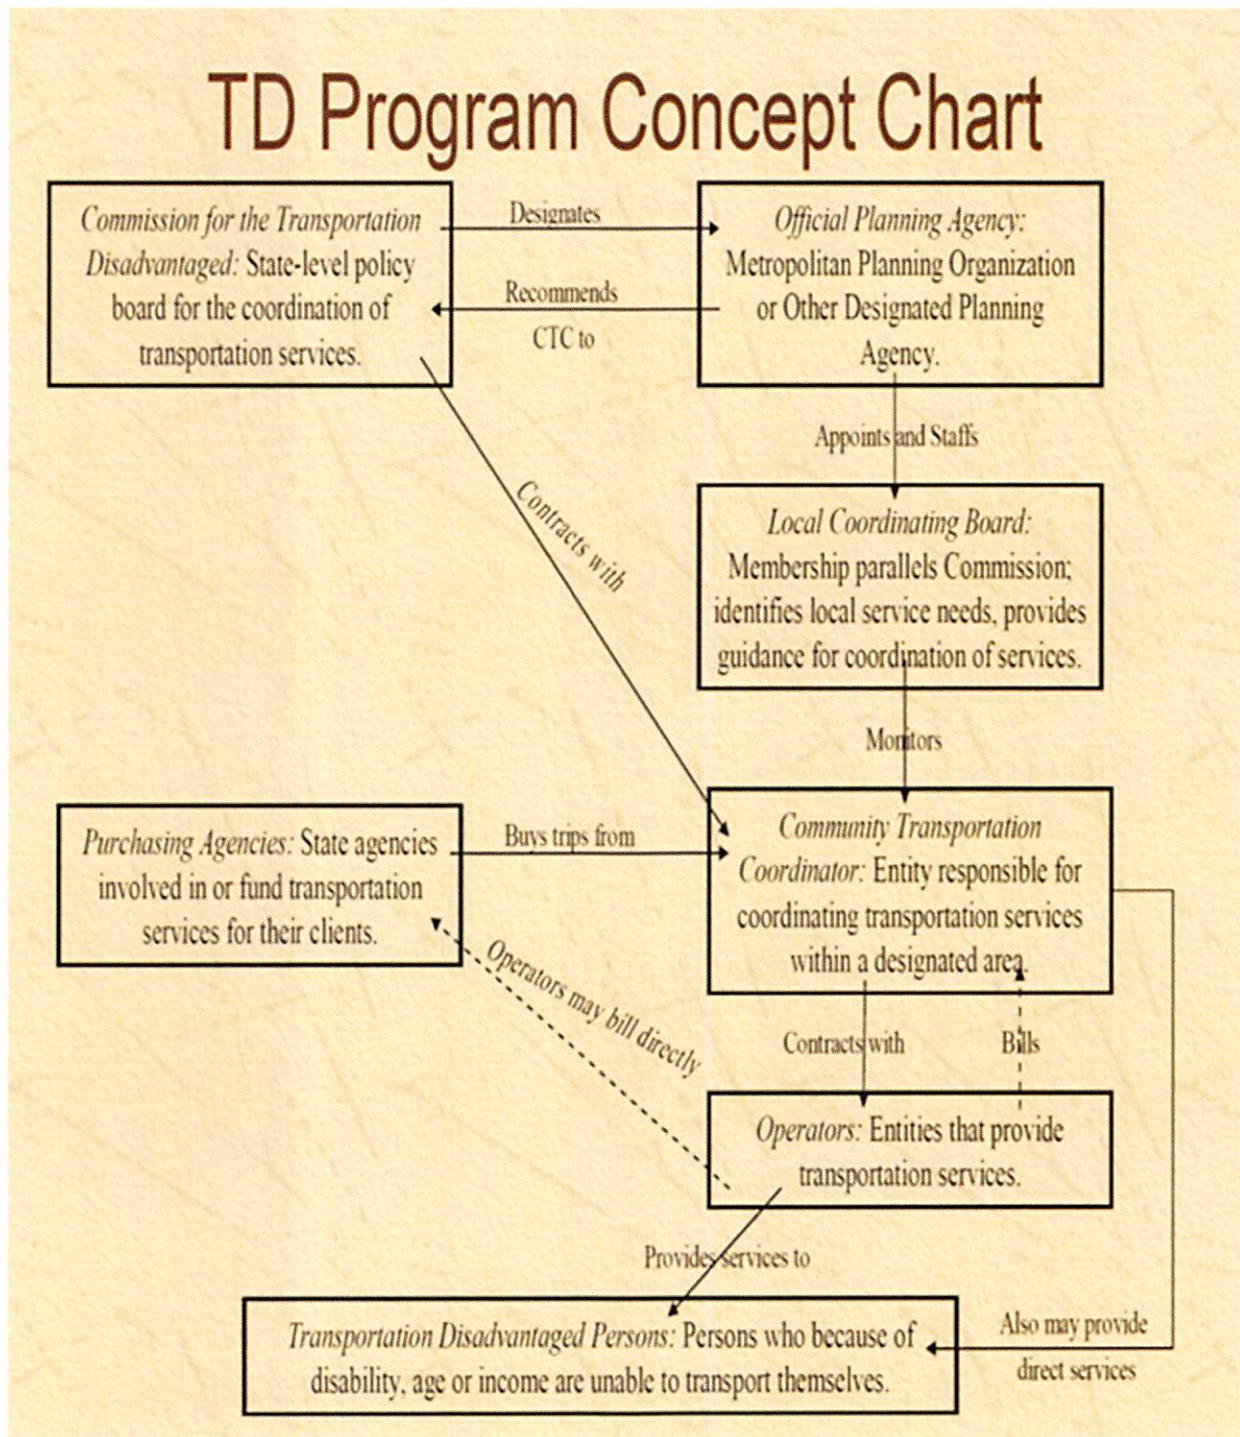 TD Program Concept Chart
Commission for the Transportation
Disadvantaged: State-level policy
board for the coordination of
transportation services.
Designates
Recommends
CTC to
Official Planning Agency:
Metropolitan Planning Organization
or Other Designated Planning
Agency.
Appoints and Staffs
Contracts with
Local Coordinating Board:
Membership parallels Commission;
identifies local service needs, provides
guidance for coordination of services.
Monitors
Purchasing Agencies: State agencies
involved in or fund transportation
services for their clients.
Buys trips from
Community Transportation
Coordinator: Entity responsible for
coordinating transportation services
within a designated area.
Operators may bill directly
Contracts with
Bills
Operators: Entities that provide
transportation services.
Provides services to
Transportation Disadvantaged Persons: Persons who because of
disability, age or income are unable to transport themselves.
Also may provide
direct services